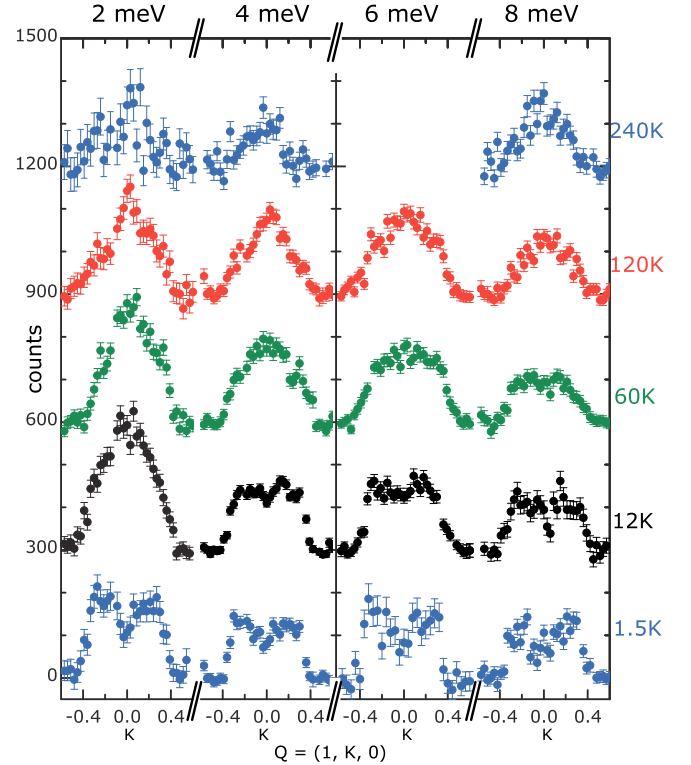 2 meV 4 meV 6 meV 8 meV
1500
240K
1200
120K
900
counts
60K
600
12K
300
1.5K
0
-0.4 0.0 0.4 -0.4 0.0 0.4 -0.4 0.0 0.4 -0.4 0.0 0.4
K K K K
Q = (1, K, 0)